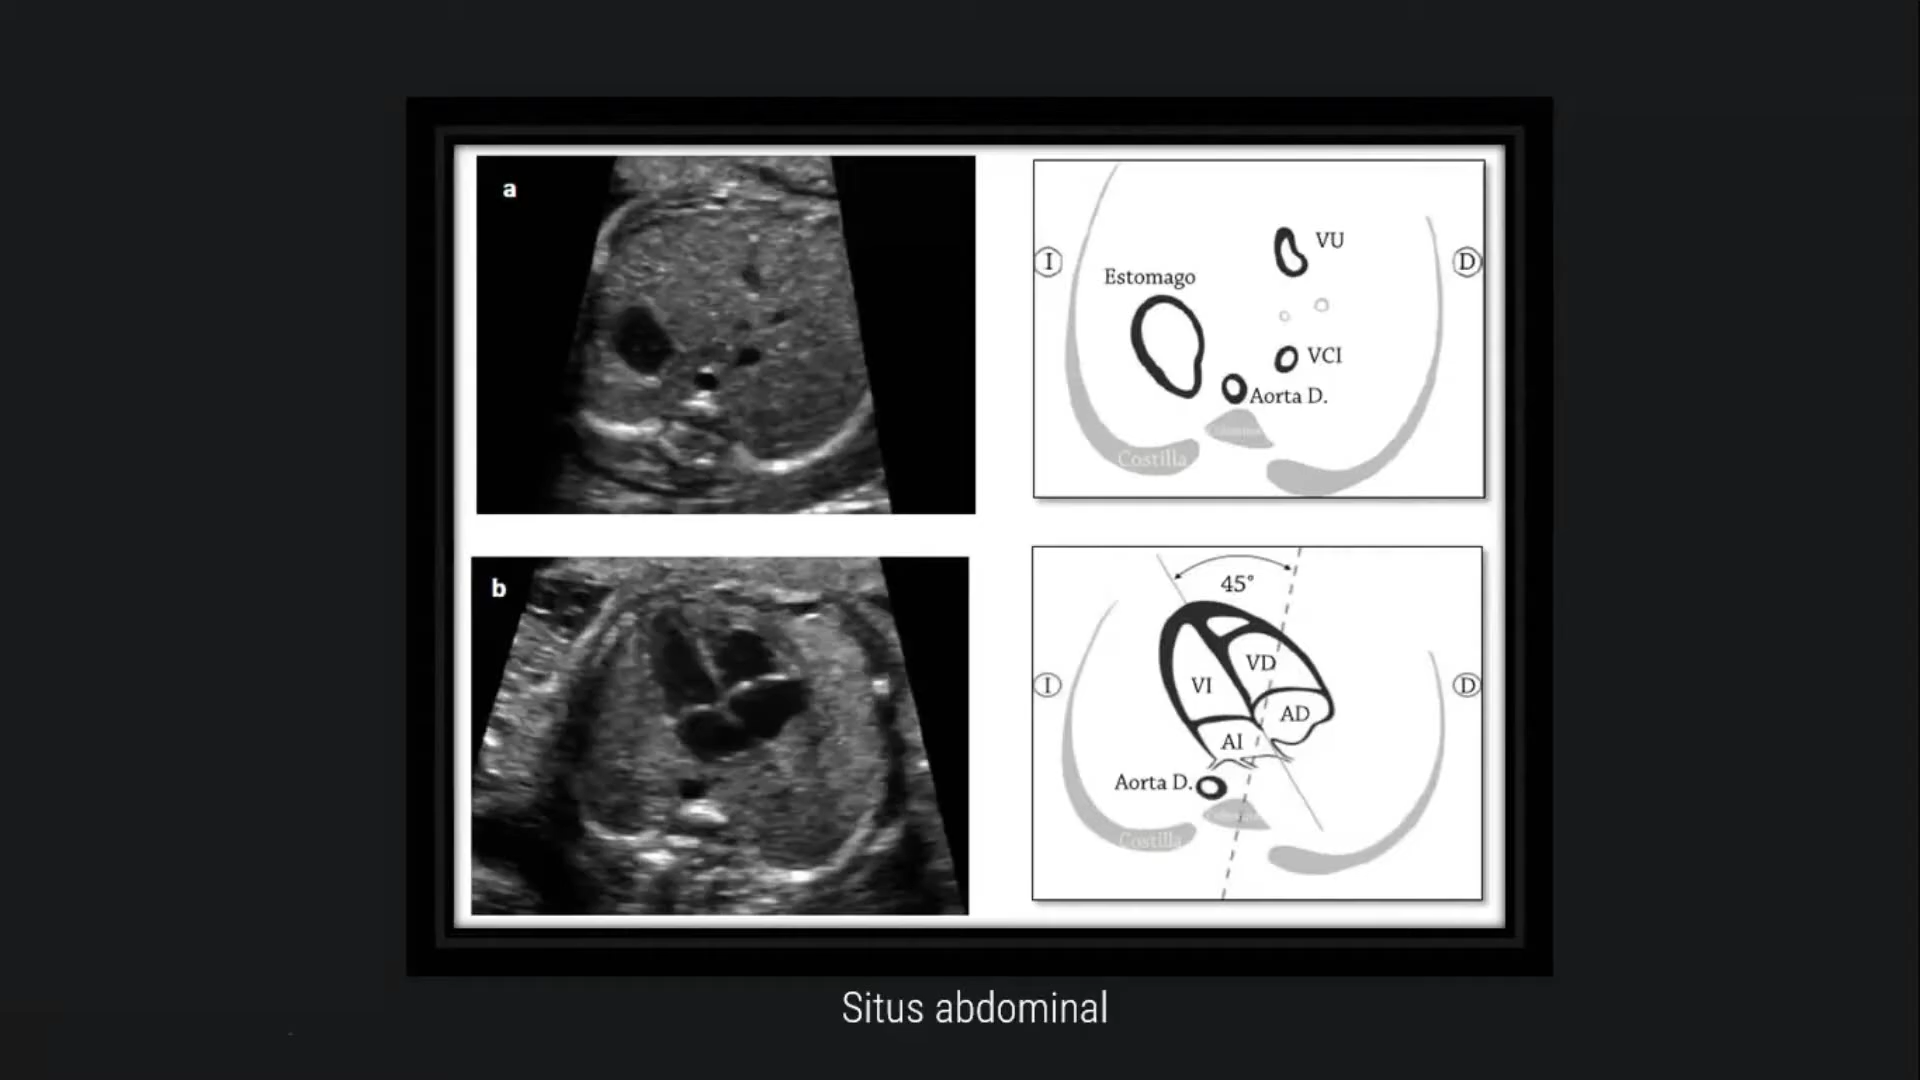 a
I
Estomago
VU
D
VCI
Aorta D.
Costilla
b
45°
I
VI
VD
AD
D
AI
Aorta D.
Costilla
Situs abdominal